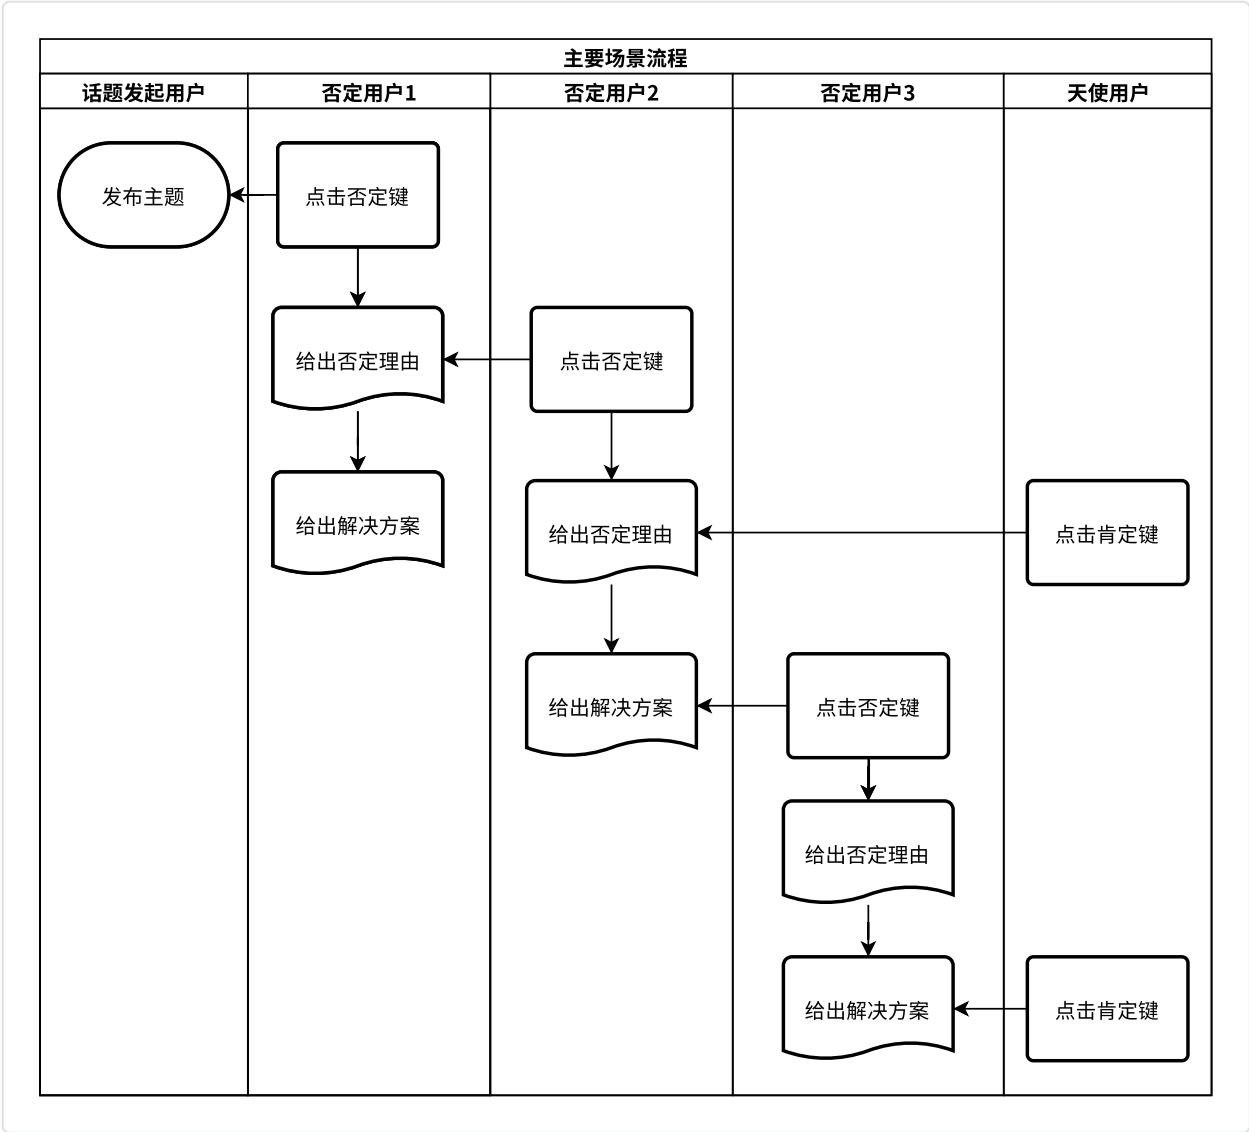 主要场景流程
话题发起用户
否定用户1
否定用户2
否定用户3
天使用户
发布主题
点击否定键
给出否定理由
点击否定键
给出解决方案
给出否定理由
点击肯定键
给出解决方案
点击否定键
给出否定理由
给出解决方案
点击肯定键